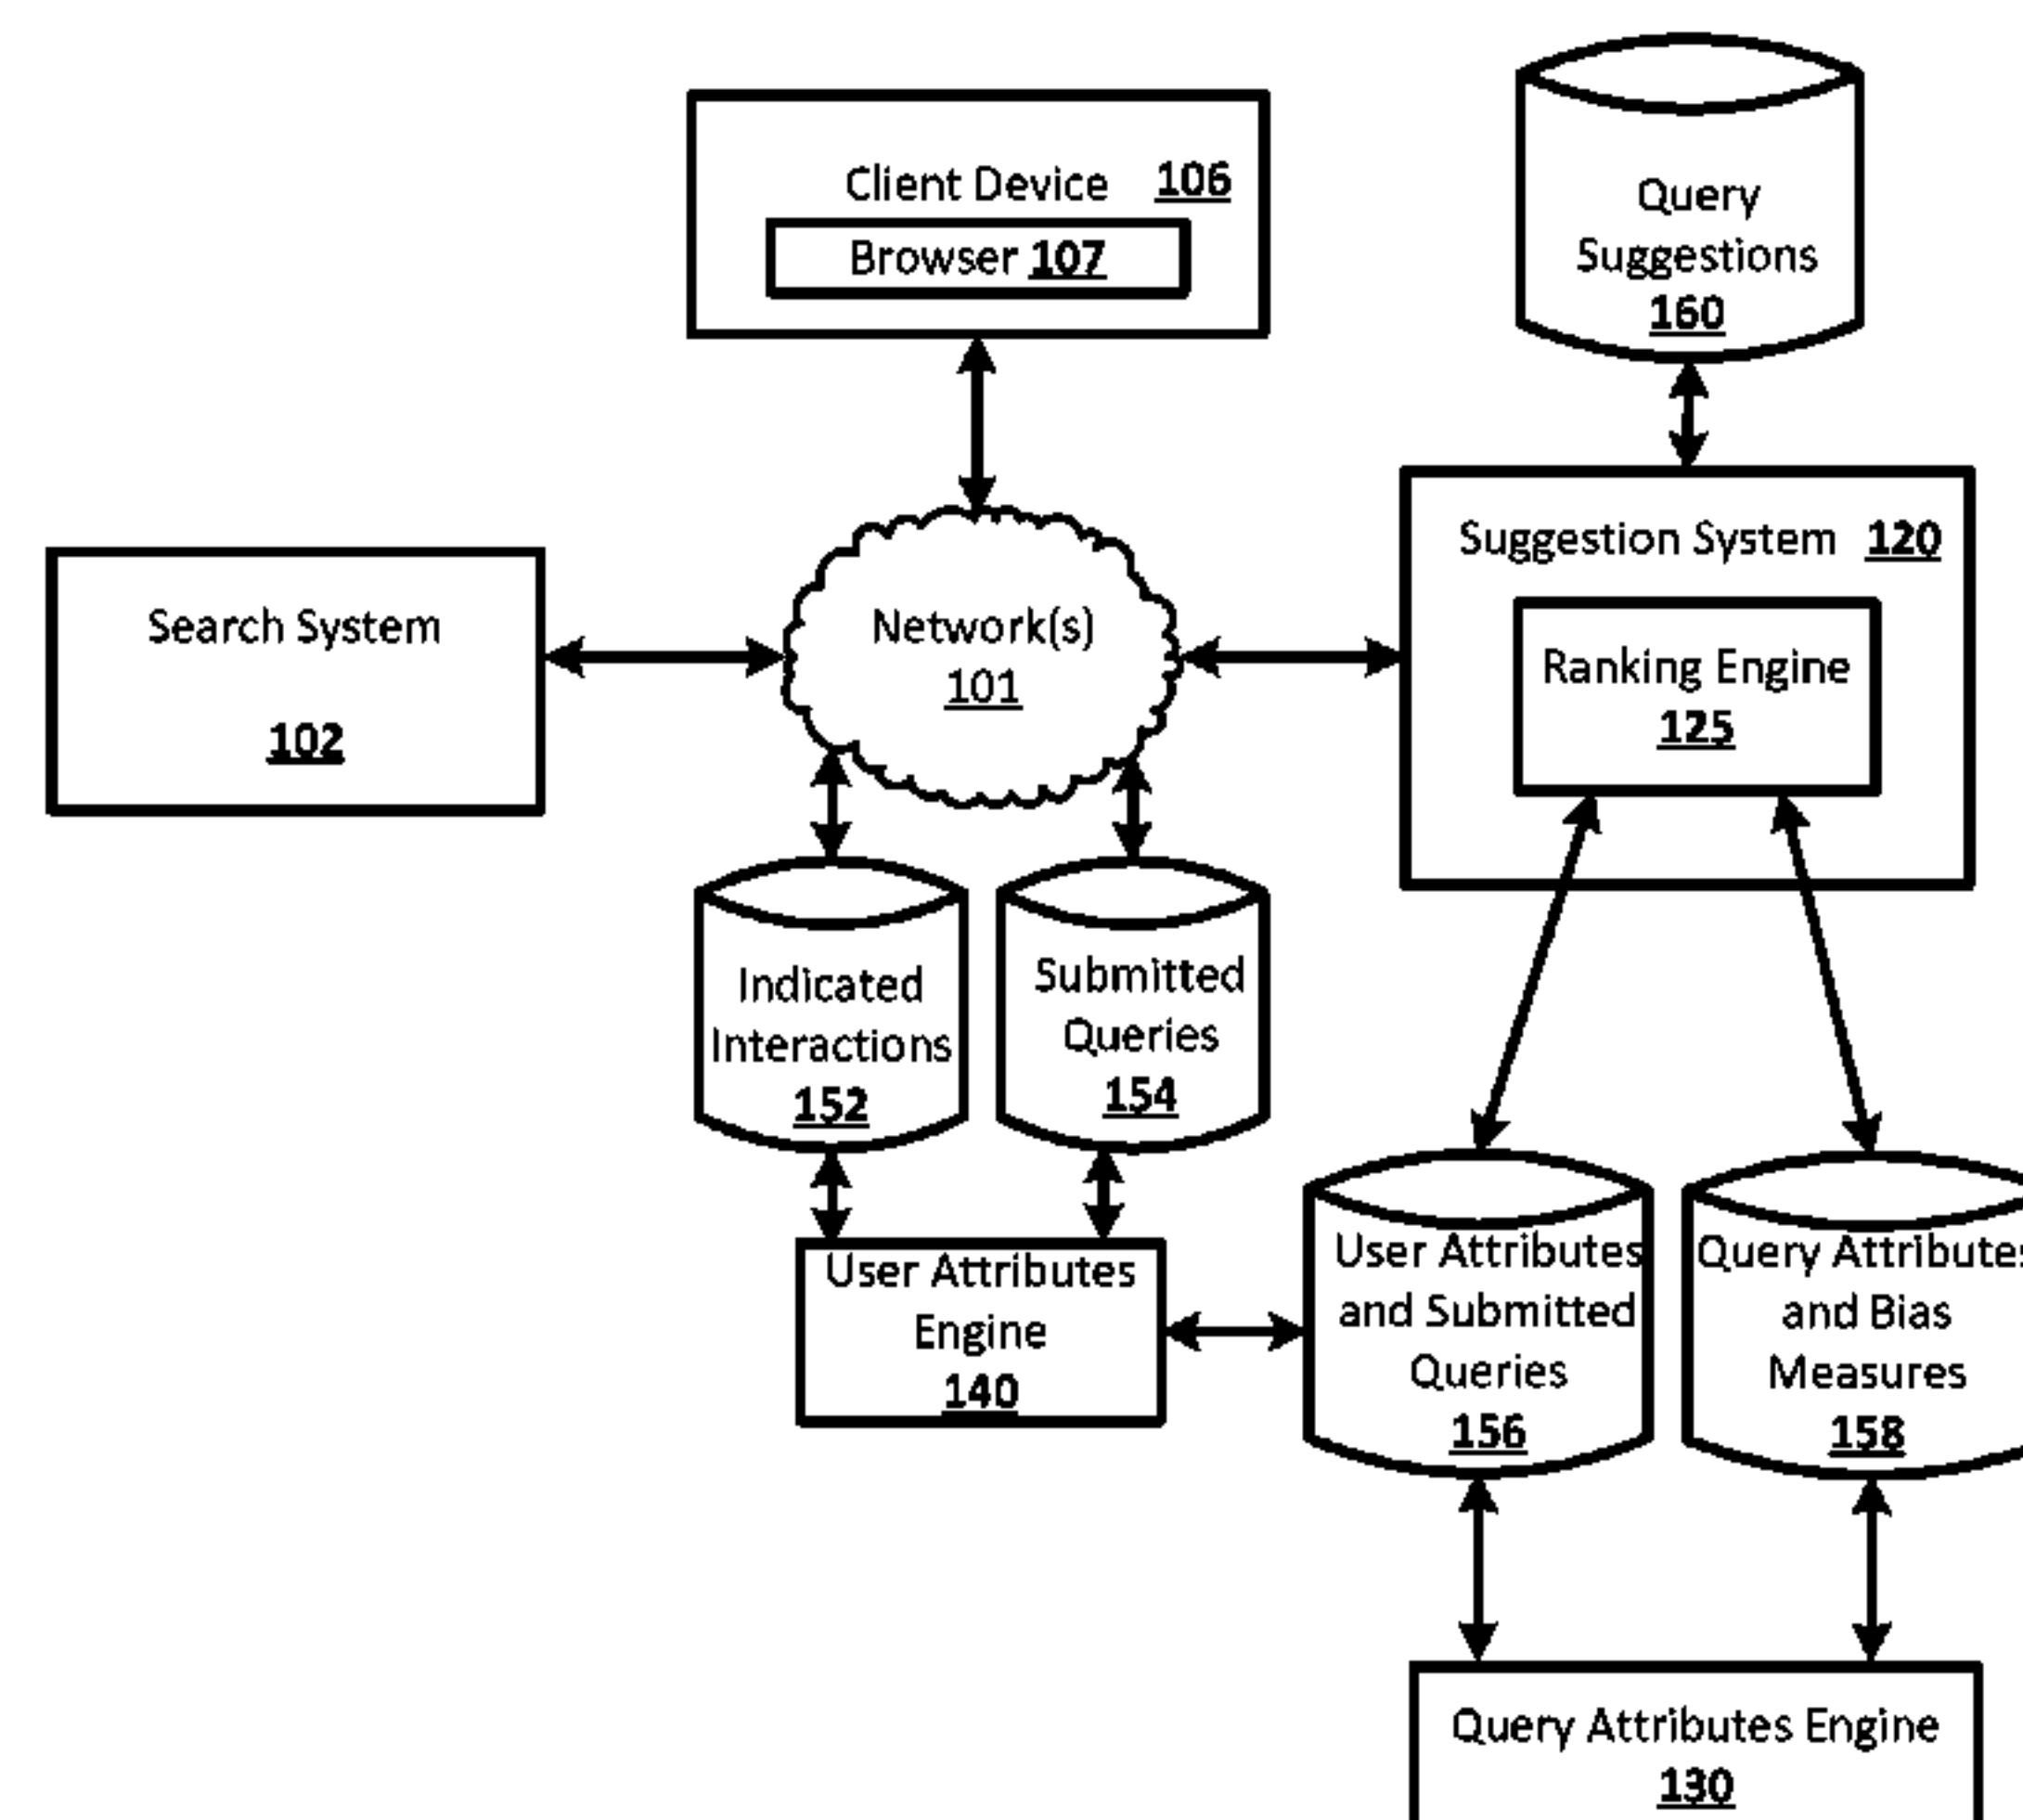 Client Device 106
Browser 107
Query
Suggestions
160
Suggestion System 120
Ranking Engine
125
Search System
102
Network(s)
101
Indicated
Interactions
152
Submitted
Queries
154
User Attributes
Engine
140
User Attributes
and Submitted
Queries
156
Query Attributes
and Bias
Measures
158
Query Attributes Engine
130